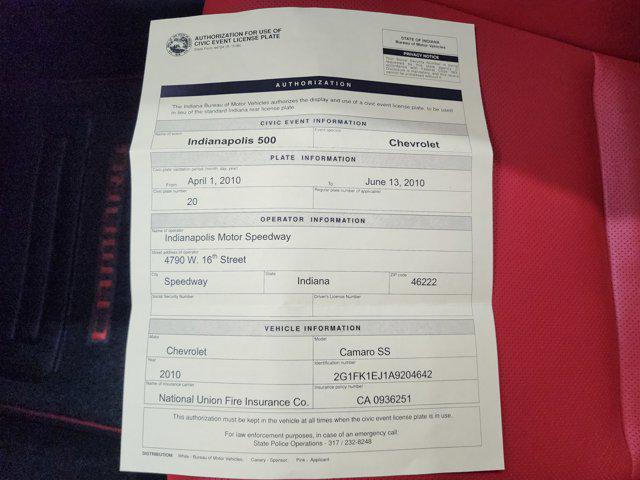 AUTHORIZATION FOR USE OF
CIVIC EVENT LICENSE PLATE
STATE OF INDIANA
Bureau of Motor Vehicles
PRIVACY NOTICE
AUTHORIZATION
The Indiana Bureau of Motor Vehicles authorizes the display and use of a civic event license plate, to be used
in lieu of the standard Indiana rear license plate.
CIVIC EVENT INFORMATION
Name of event
Event sponsor
Indianapolis 500
Chevrolet
PLATE INFORMATION
Civic plate validation period (month, day, year)
From April 1, 2010 To June 13, 2010
Civic plate number
Regular plate number (if applicable)
20
OPERATOR INFORMATION
Name of operator
Indianapolis Motor Speedway
Street address of operator
4790 W. 16th Street
City
State
ZIP code
Speedway
Indiana
46222
Social Security Number
Driver's License Number
VEHICLE INFORMATION
Make
Model
Chevrolet
Camaro SS
Year
Identification number
2010
2G1FK1EJ1A9204642
Name of insurance carrier
Insurance policy number
National Union Fire Insurance Co.
CA 0936251
This authorization must be kept in the vehicle at all times when the civic event license plate is in use.
For law enforcement purposes, in case of an emergency call:
State Police Operations - 317 / 232-8248
DISTRIBUTION: White - Bureau of Motor Vehicles; Canary - Sponsor; Pink - Applicant